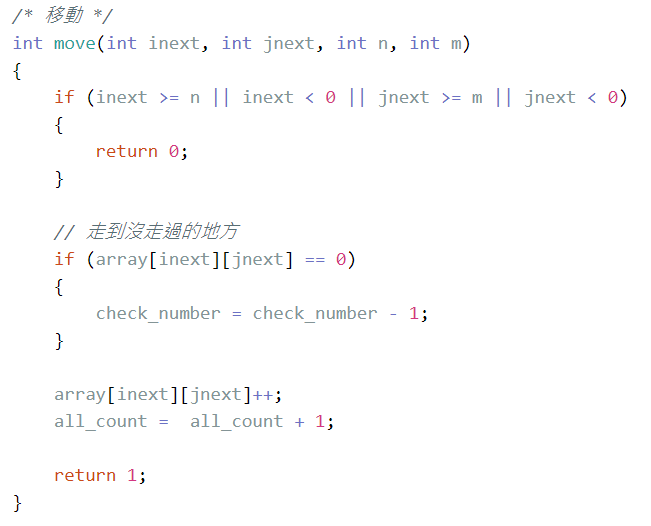 /* 移動 */
int move(int inext, int jnext, int n, int m)
{
    if (inext >= n || inext < 0 || jnext >= m || jnext < 0)
    {
        return 0;
    }

    // 走到沒走過的地方
    if (array[inext][jnext] == 0)
    {
        check_number = check_number - 1;
    }

    array[inext][jnext]++;
    all_count =  all_count + 1;

    return 1;
}